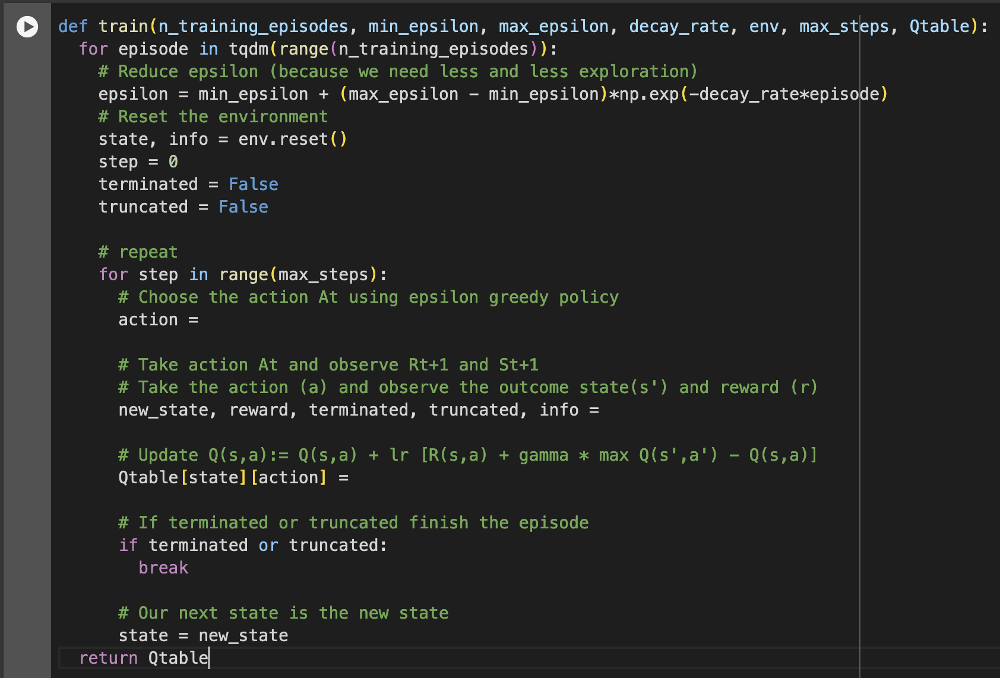 def train(n_training_episodes, min_epsilon, max_epsilon, decay_rate, env, max_steps, Qtable):
  for episode in tqdm(range(n_training_episodes)):
    # Reduce epsilon (because we need less and less exploration)
    epsilon = min_epsilon + (max_epsilon - min_epsilon)*np.exp(-decay_rate*episode)
    # Reset the environment
    state, info = env.reset()
    step = 0
    terminated = False
    truncated = False

    # repeat
    for step in range(max_steps):
      # Choose the action At using epsilon greedy policy
      action =

      # Take action At and observe Rt+1 and St+1
      # Take the action (a) and observe the outcome state(s') and reward (r)
      new_state, reward, terminated, truncated, info =

      # Update Q(s,a):= Q(s,a) + lr [R(s,a) + gamma * max Q(s',a') - Q(s,a)]
      Qtable[state][action] =

      # If terminated or truncated finish the episode
      if terminated or truncated:
        break

      # Our next state is the new state
      state = new_state
  return Qtable